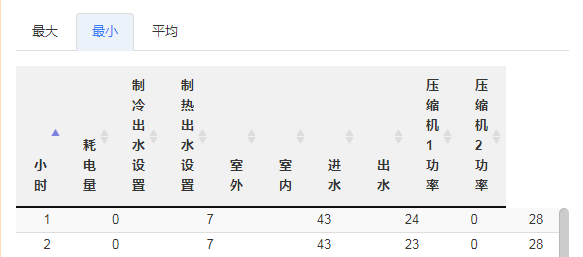 最大 最小 平均
小时 耗电量 制冷出水设置 制热出水设置 室外 室内 进水 出水 压缩机1功率 压缩机2功率
1 0 7 43 24 0 28
2 0 7 43 23 0 28